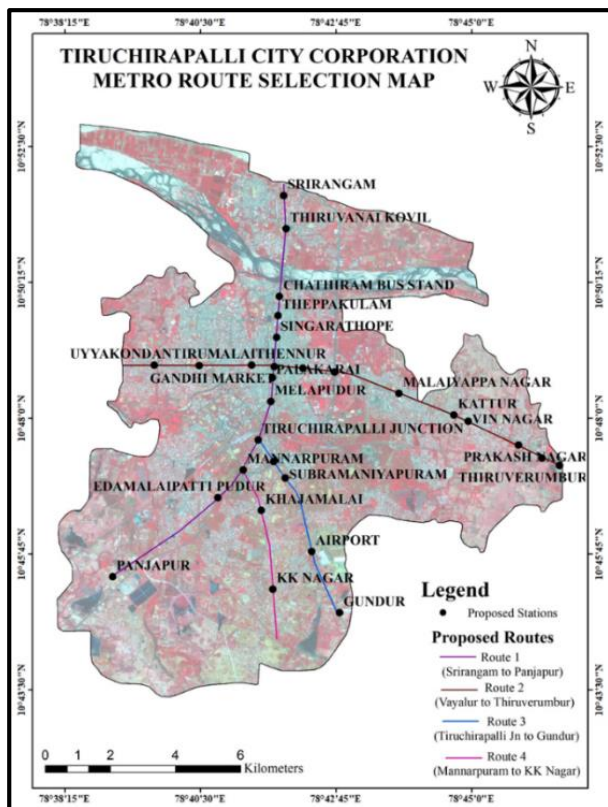 78°38'15"E 78°40'30"E 78°42'45"E 78°45'0"E
TIRUCHIRAPALLI CITY CORPORATION
METRO ROUTE SELECTION MAP
N
W E
S
10°52'30"N 10°52'30"N
SRIRANGAM
THIRUVANAI KOVIL
10°50'15"N 10°50'15"N
CHATHIRAM BUS STAND
THEPPAKULAM
SINGARATHOPE
UYYAKONDANTIRUMALAITHENNUR
PALAKARAI
GANDHI MARKET
MELAPUDUR
MALAIYAPPA NAGAR
KATTUR
VIN NAGAR
10°48'0"N 10°48'0"N
TIRUCHIRAPALLI JUNCTION
MANNARPURAM
PRAKASH NAGAR
SUBRAMANIYAPURAM
THIRUVERUMBUR
EDAMALAIPATTI PUDUR
KHAJAMALAI
10°45'45"N 10°45'45"N
AIRPORT
PANJAPUR
KK NAGAR
GUNDUR
Legend
Proposed Stations
Proposed Routes
Route 1
(Srirangam to Panjapur)
Route 2
(Vayalur to Thiruverumbur)
Route 3
(Tiruchirapalli Jn to Gundur)
Route 4
(Mannarpuram to KK Nagar)
10°43'30"N 10°43'30"N
0 1 2 4 6
Kilometers
78°38'15"E 78°40'30"E 78°42'45"E 78°45'0"E